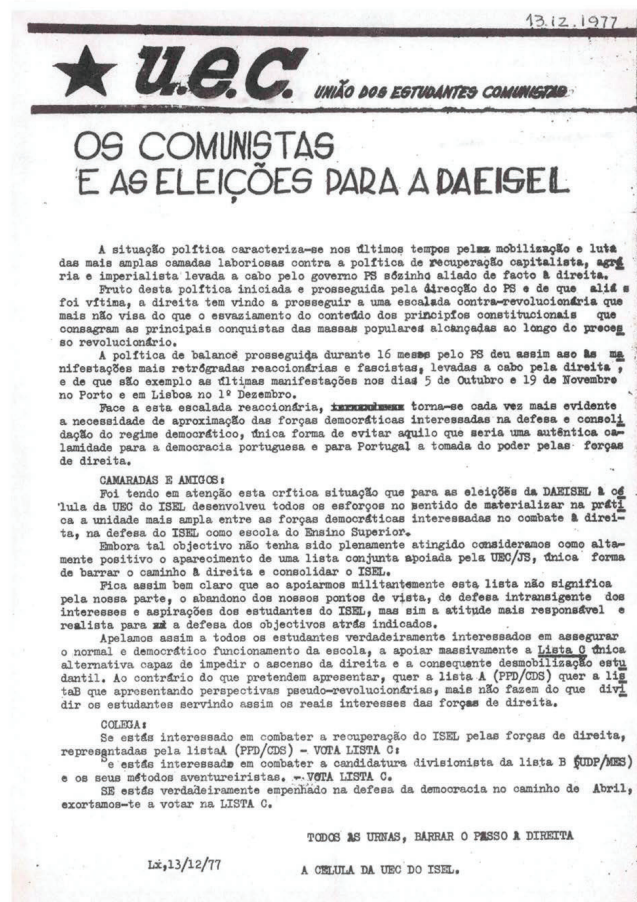 13.12.1977
u.e.c. UNIÃO DOS ESTUDANTES COMUNISTAS
OS COMUNISTAS
E AS ELEIÇÕES PARA A DAEISEL
A situação política caracteriza-se nos últimos tempos pela mobilização e luta
das mais amplas camadas laboriosas contra a política de recuperação capitalista, agrá
ria e imperialista levada a cabo pelo governo PS sózinho aliado de facto à direita.
Fruto desta política iniciada e prosseguida pela direcção do PS e de que aliá s
foi vítima, a direita tem vindo a prosseguir a uma escalada contra-revolucionária que
mais não visa do que o esvaziamento do conteúdo dos princípios constitucionais que
consagram as principais conquistas das massas populares alcançadas ao longo do proces
so revolucionário.
A política de balancé prosseguida durante 16 meses pelo PS deu assim aso às ma
nifestações mais retrógradas reaccionárias e fascistas, levadas a cabo pela direita ,
e de que são exemplo as últimas manifestações nos dias 5 de Outubro e 19 de Novembro
no Porto e em Lisboa no 1º Dezembro.
Face a esta escalada reaccionária, torna-se cada vez mais evidente
a necessidade de aproximação das forças democráticas interessadas na defesa e consoli
dação do regime democrático, única forma de evitar aquilo que seria uma autêntica ca-
lamidade para a democracia portuguesa e para Portugal a tomada do poder pelas forças
de direita.
CAMARADAS E AMIGOS:
Foi tendo em atenção esta crítica situação que para as eleições da DAEISEL a cé
lula da UEC do ISEL desenvolveu todos os esforços no sentido de materializar na práti
ca a unidade mais ampla entre as forças democráticas interessadas no combate à direi-
ta, na defesa do ISEL como escola do Ensino Superior.
Embora tal objectivo não tenha sido plenamente atingido consideramos como alta-
mente positivo o aparecimento de uma lista conjunta apoiada pela UEC/JS, única forma
de barrar o caminho à direita e consolidar o ISEL.
Fica assim bem claro que ao apoiarmos militantemente esta lista não significa
pela nossa parte, o abandono dos nossos pontos de vista, de defesa intransigente dos
interesses e aspirações dos estudantes do ISEL, mas sim a atitude mais responsável e
realista para a defesa dos objectivos atrás indicados.
Apelamos assim a todos os estudantes verdadeiramente interessados em assegurar
o normal e democrático funcionamento da escola, a apoiar massivamente a Lista C única
alternativa capaz de impedir o ascenso da direita e a consequente desmobilização estu
dantil. Ao contrário do que pretendem apresentar, quer a lista A (PPD/CDS) quer a lis
taB que apresentando perspectivas pseudo-revolucionárias, mais não fazem do que divi
dir os estudantes servindo assim os reais interesses das forças de direita.
COLEGA:
Se estás interessado em combater a recuperação do ISEL pelas forças de direita,
representadas pela listaA (PPD/CDS) - VOTA LISTA C:
Se estás interessado em combater a candidatura divisionista da lista B (UDP/MES)
e os seus métodos aventureiristas. - VOTA LISTA C.
SE estás verdadeiramente empenhado na defesa da democracia no caminho de Abril,
exortamos-te a votar na LISTA C.
TODOS ÀS URNAS, BARRAR O PASSO À DIREITA
Lx,13/12/77
A CELULA DA UEC DO ISEL.